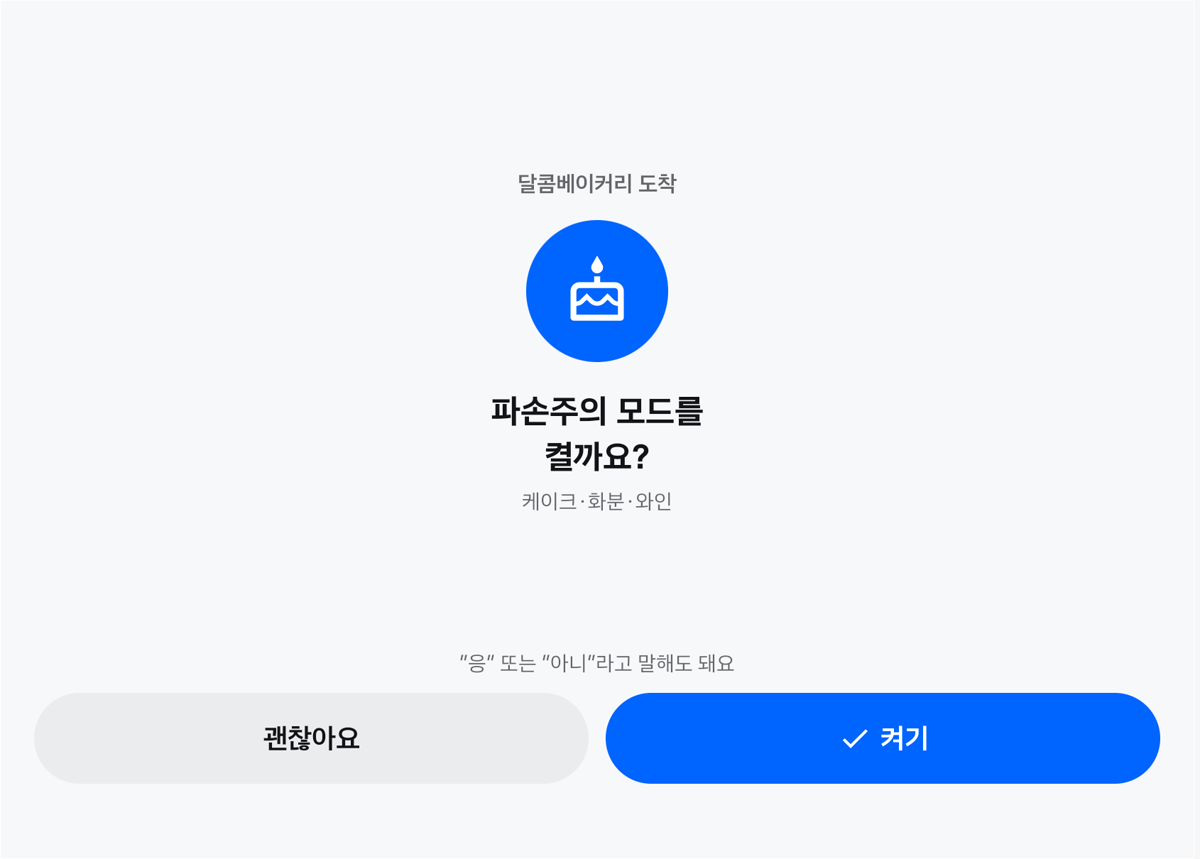 달콤베이커리 도착
파손주의 모드를
켤까요?
케이크·화분·와인
"응" 또는 "아니"라고 말해도 돼요
괜찮아요
켜기